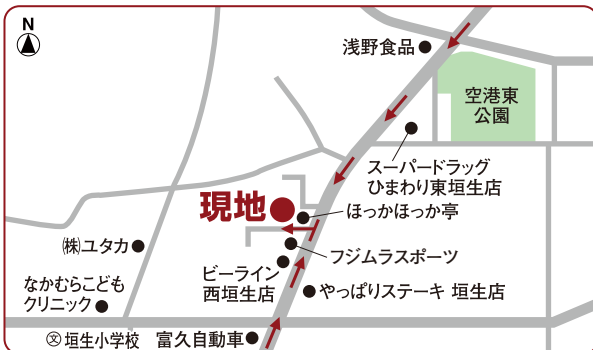 N
浅野食品
空港東
公園
スーパードラッグ
ひまわり東垣生店
現地
ほっかほっか亭
㈱ユタカ
フジムラスポーツ
ビーライン
西垣生店
なかむらこども
クリニック
やっぱりステーキ 垣生店
文 垣生小学校
富久自動車